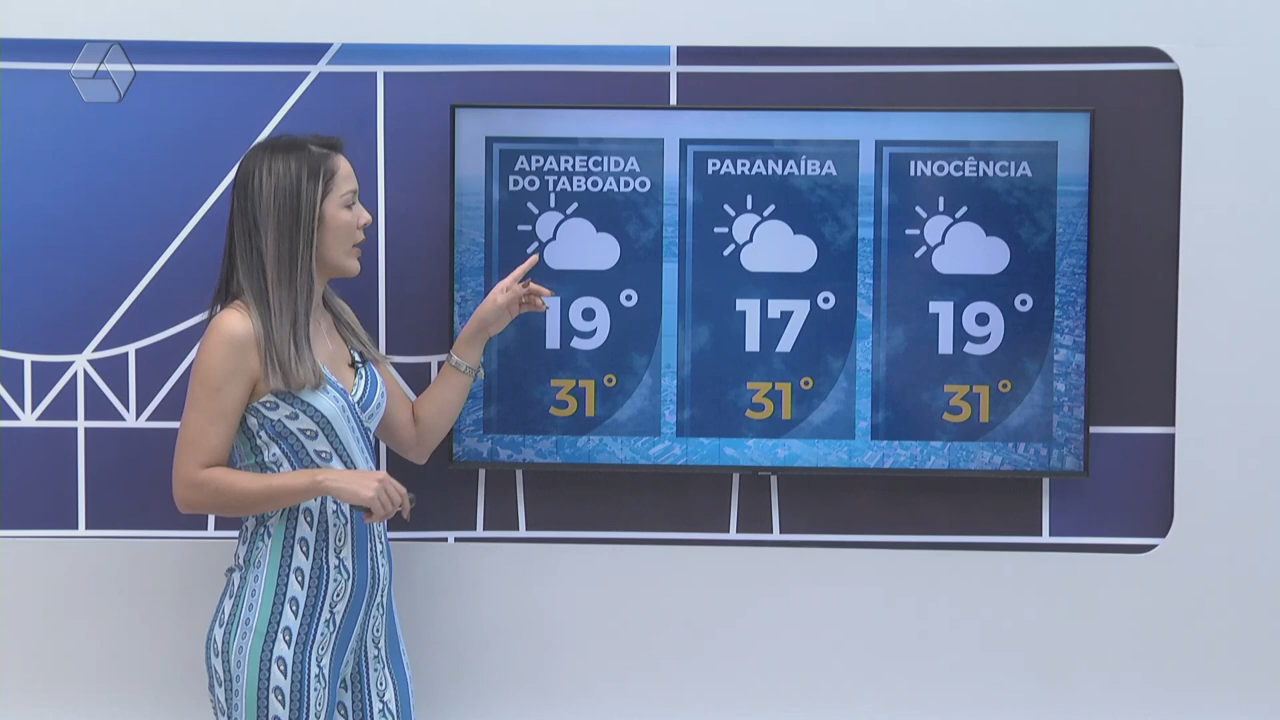 APARECIDA
DO TABOADO
19°
31°
PARANAÍBA
17°
31°
INOCÊNCIA
19°
31°